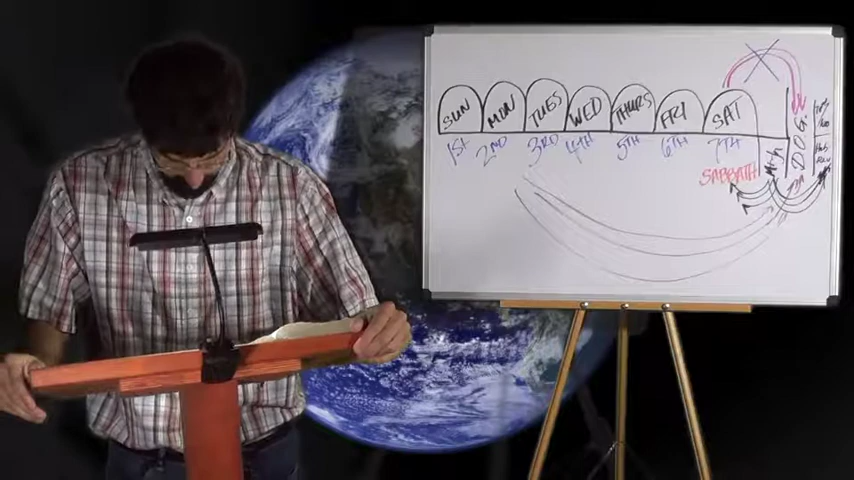 SUN MON TUES WED THURS FRI SAT
1ST 2ND 3RD 4TH 5TH 6TH 7TH
SABBATH